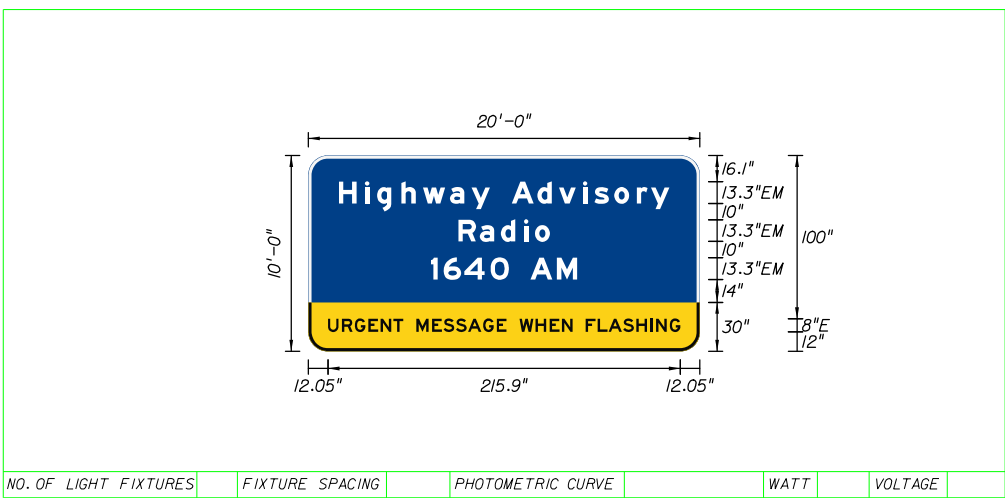 20'-0"
Highway Advisory
Radio
1640 AM
URGENT MESSAGE WHEN FLASHING
10'-0"
16.1"
13.3"EM
10"
13.3"EM
10"
13.3"EM
14"
30"
100"
8"E
12"
12.05"
215.9"
12.05"
NO. OF LIGHT FIXTURES
FIXTURE SPACING
PHOTOMETRIC CURVE
WATT
VOLTAGE